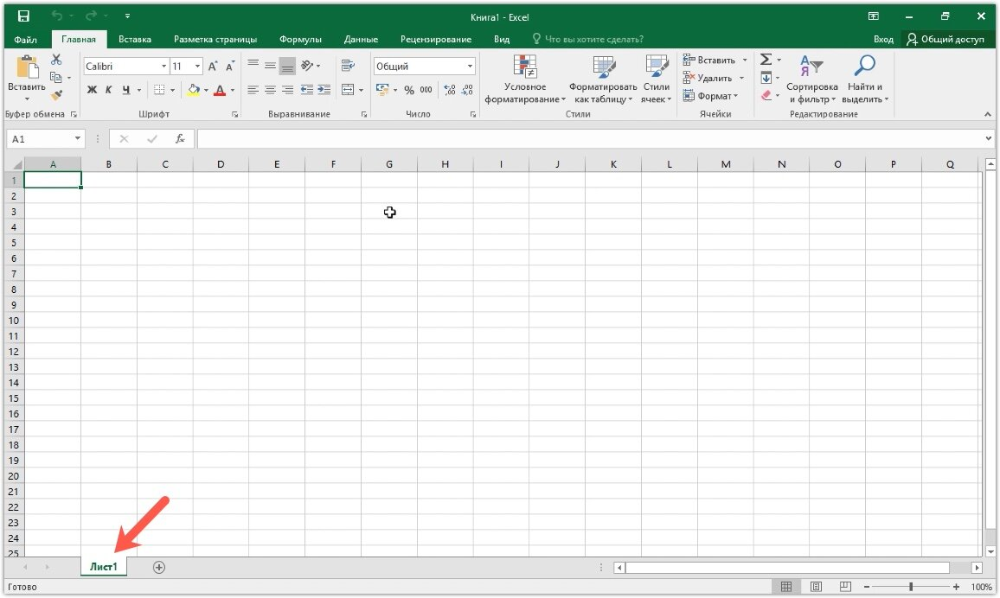 Книга1 - Excel
Файл Главная Вставка Разметка страницы Формулы Данные Рецензирование Вид Что вы хотите сделать? Вход Общий доступ
Вставить
Calibri 11
Ж К Ч
Общий
% 000
Условное форматирование
Форматировать как таблицу
Стили ячеек
Вставить
Удалить
Формат
Сортировка и фильтр
Найти и выделить
Буфер обмена Шрифт Выравнивание Число Стили Ячейки Редактирование
A1 fx
A B C D E F G H I J K L M N O P Q
1
2
3
4
5
6
7
8
9
10
11
12
13
14
15
16
17
18
19
20
21
22
23
24
25
Лист1
Готово 100%